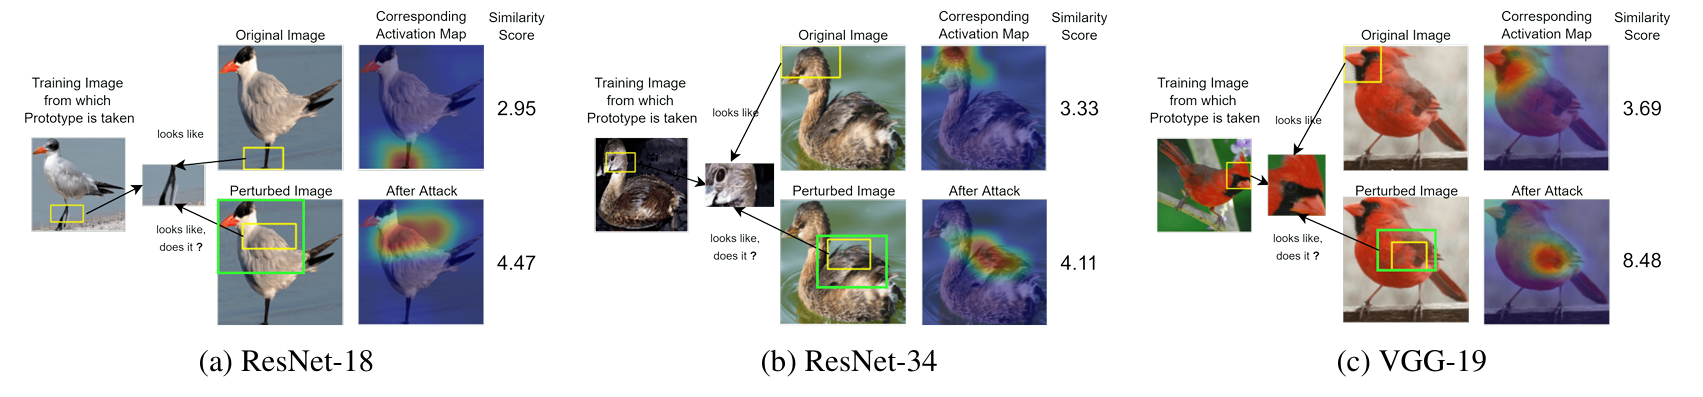 Training Image
from which
Prototype is taken
Original Image
Corresponding
Activation Map
Similarity
Score
looks like
2.95
Perturbed Image
After Attack
looks like,
does it ?
4.47
(a) ResNet-18
Training Image
from which
Prototype is taken
Original Image
Corresponding
Activation Map
Similarity
Score
looks like
3.33
Perturbed Image
After Attack
looks like,
does it ?
4.11
(b) ResNet-34
Training Image
from which
Prototype is taken
Original Image
Corresponding
Activation Map
Similarity
Score
looks like
3.69
Perturbed Image
After Attack
looks like,
does it ?
8.48
(c) VGG-19